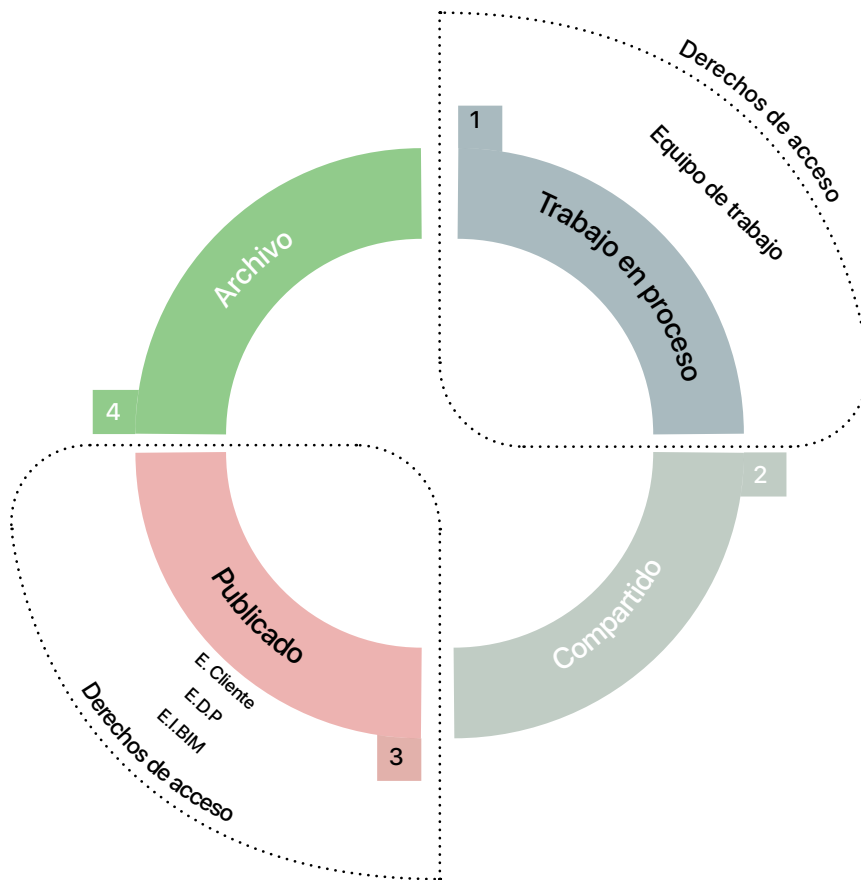 1
Derechos de acceso
Equipo de trabajo
Trabajo en proceso
2
Compartido
3
Publicado
E. Cliente
E.D.P
E.I.BIM
Derechos de acceso
4
Archivo